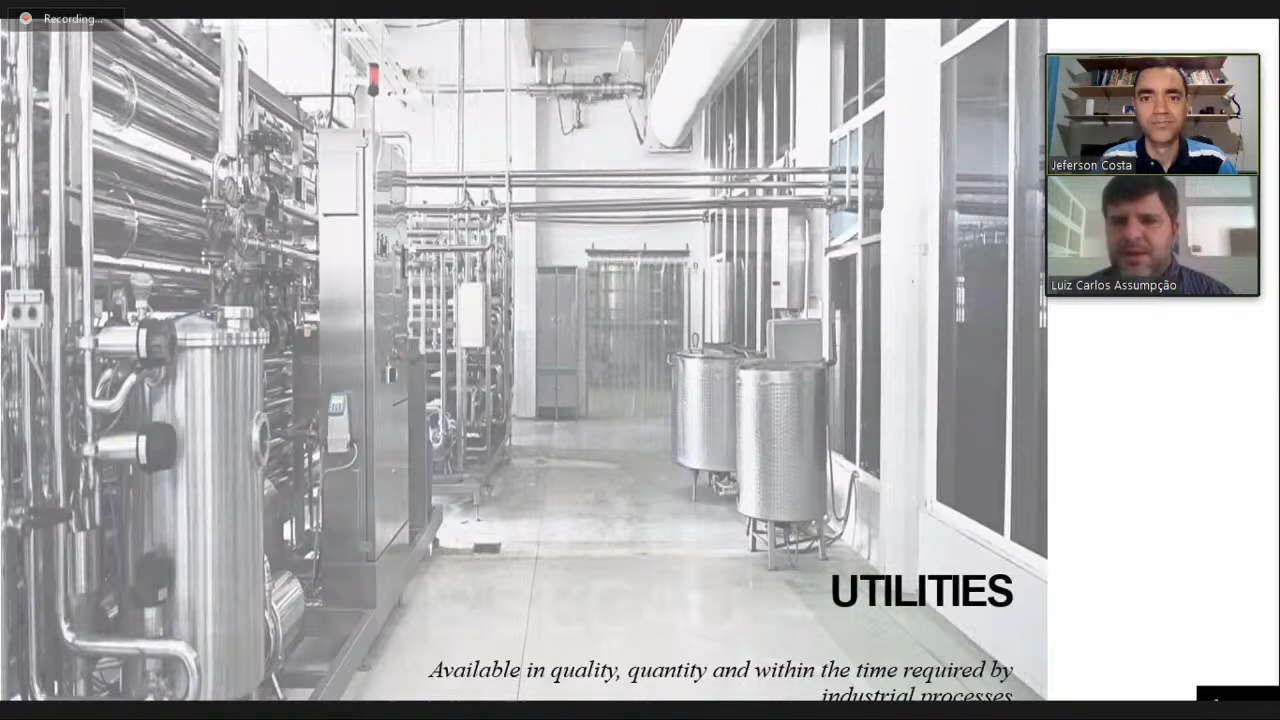 Recording...
Jeferson Costa
Luiz Carlos Assumpção
UTILITIES
Available in quality, quantity and within the time required by
industrial processes